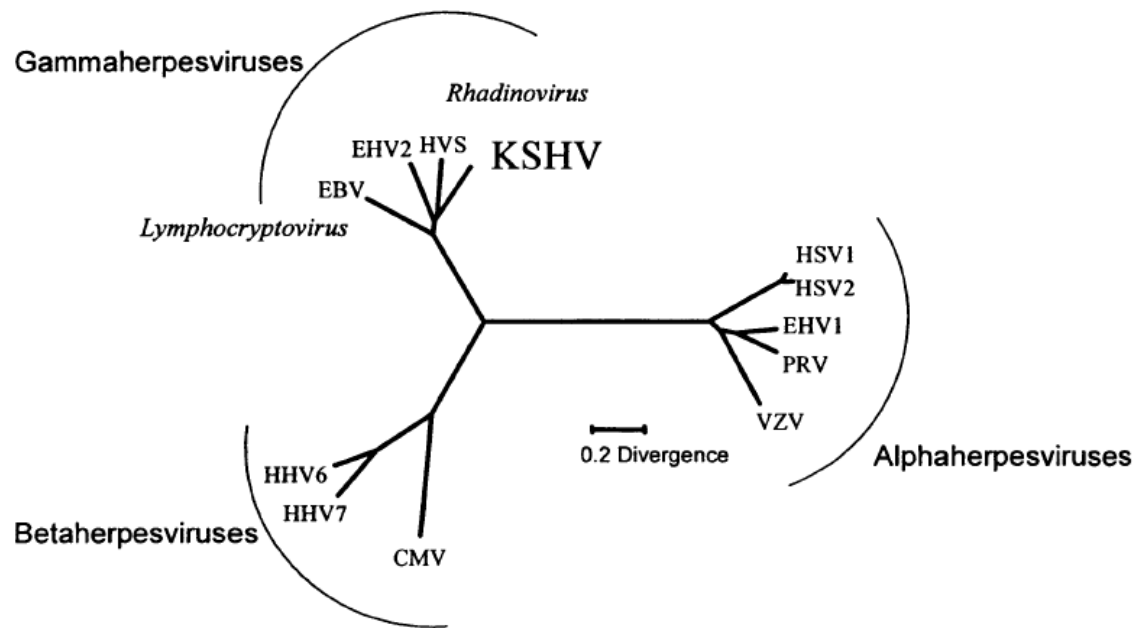 Gammaherpesviruses
Rhadinovirus
EHV2
HVS
KSHV
EBV
Lymphocryptovirus
HSV1
HSV2
EHV1
PRV
VZV
0.2 Divergence
Alphaherpesviruses
HHV6
HHV7
Betaherpesviruses
CMV